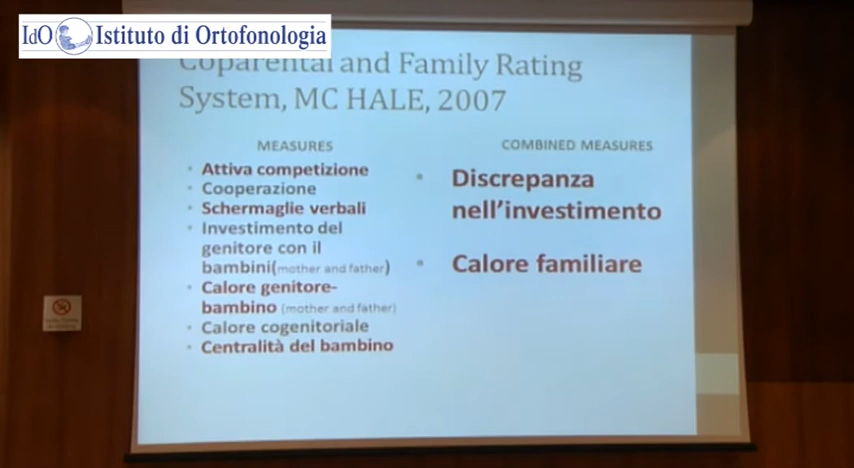 IdO Istituto di Ortofonologia
Coparental and Family Rating
System, MC HALE, 2007
MEASURES
• Attiva competizione
• Cooperazione
• Schermaglie verbali
• Investimento del
genitore con il
bambini(mother and father)
• Calore genitore-
bambino (mother and father)
• Calore cogenitoriale
• Centralità del bambino
COMBINED MEASURES
• Discrepanza
nell'investimento
• Calore familiare